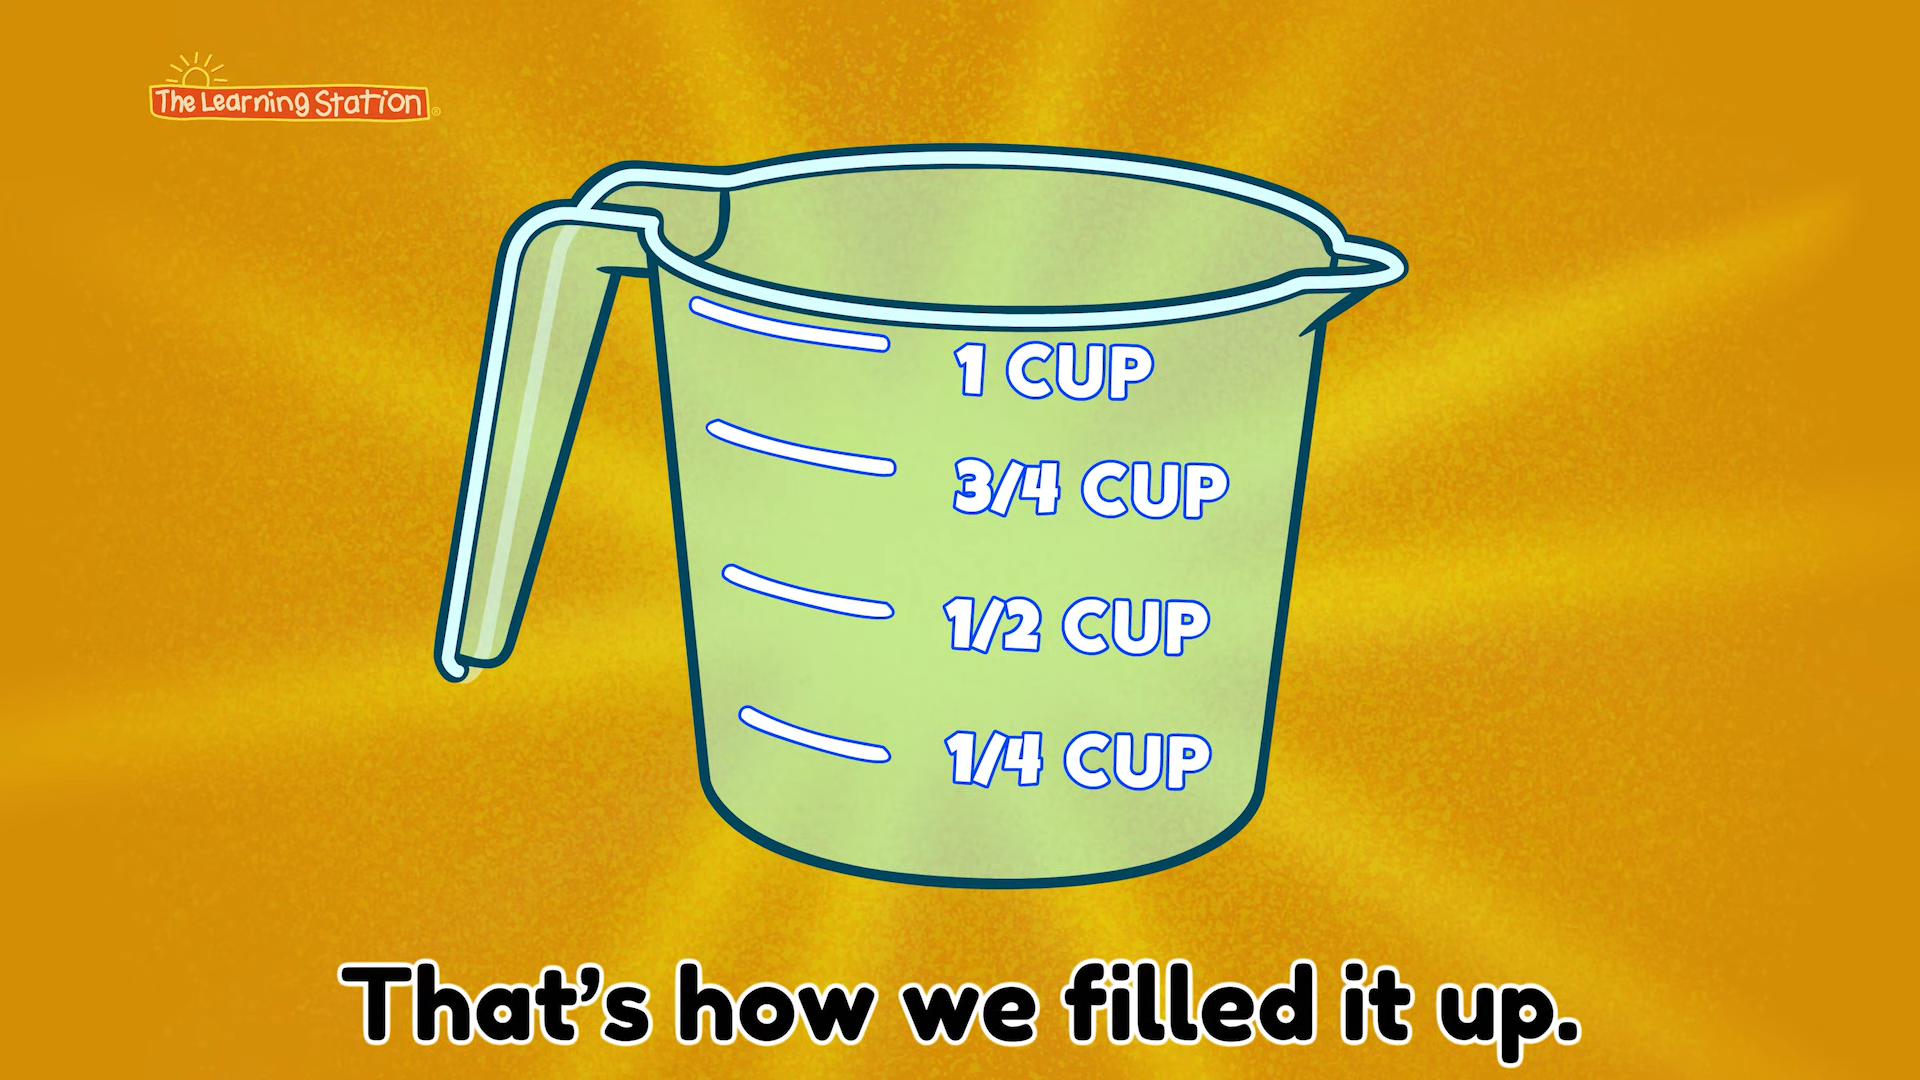 The Learning Station®
1 CUP
3/4 CUP
1/2 CUP
1/4 CUP
That's how we filled it up.